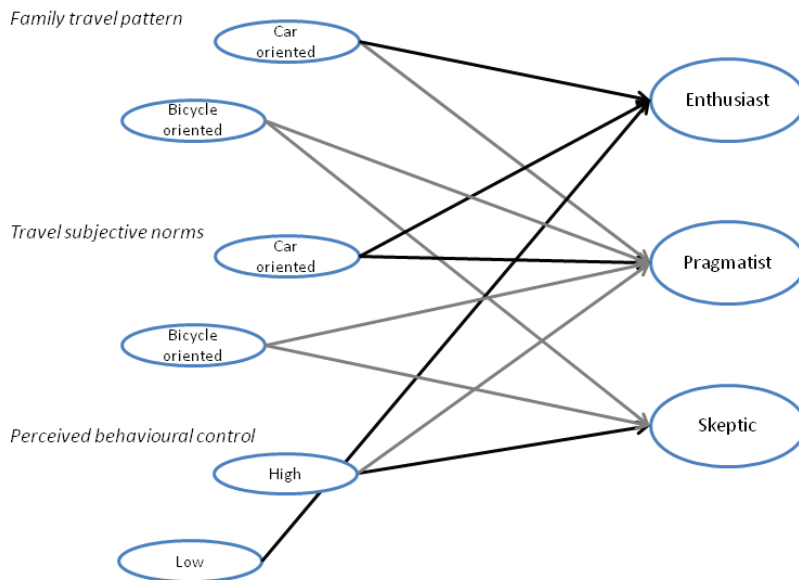 Family travel pattern
Car
oriented
Enthusiast
Bicycle
oriented
Travel subjective norms
Car
oriented
Pragmatist
Bicycle
oriented
Skeptic
Perceived behavioural control
High
Low